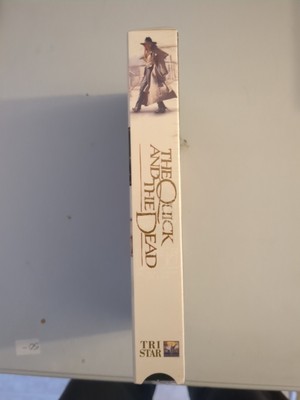 THE QUICK
AND THE DEAD
TRI
STAR